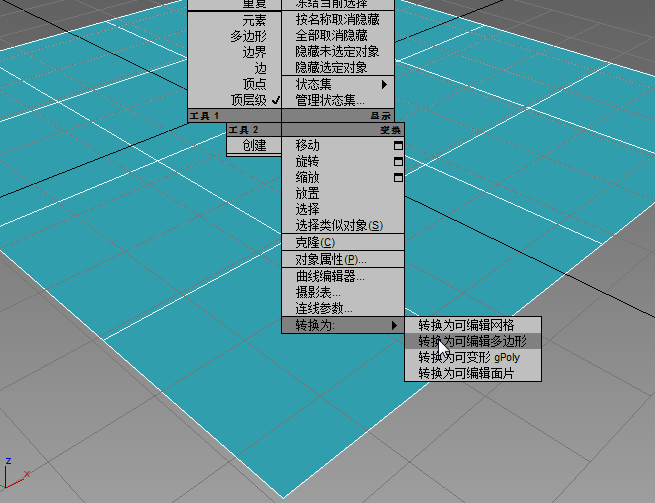 重复
冻结当前选择
元素
按名称取消隐藏
多边形
全部取消隐藏
边界
隐藏未选定对象
边
隐藏选定对象
顶点
状态集
顶层级
管理状态集...
工具 1
显示
工具 2
变换
创建
移动
旋转
缩放
放置
选择
选择类似对象(S)
克隆(C)
对象属性(P)...
曲线编辑器...
摄影表...
连线参数...
转换为:
转换为可编辑网格
转换为可编辑多边形
转换为可变形 gPoly
转换为可编辑面片
z
x